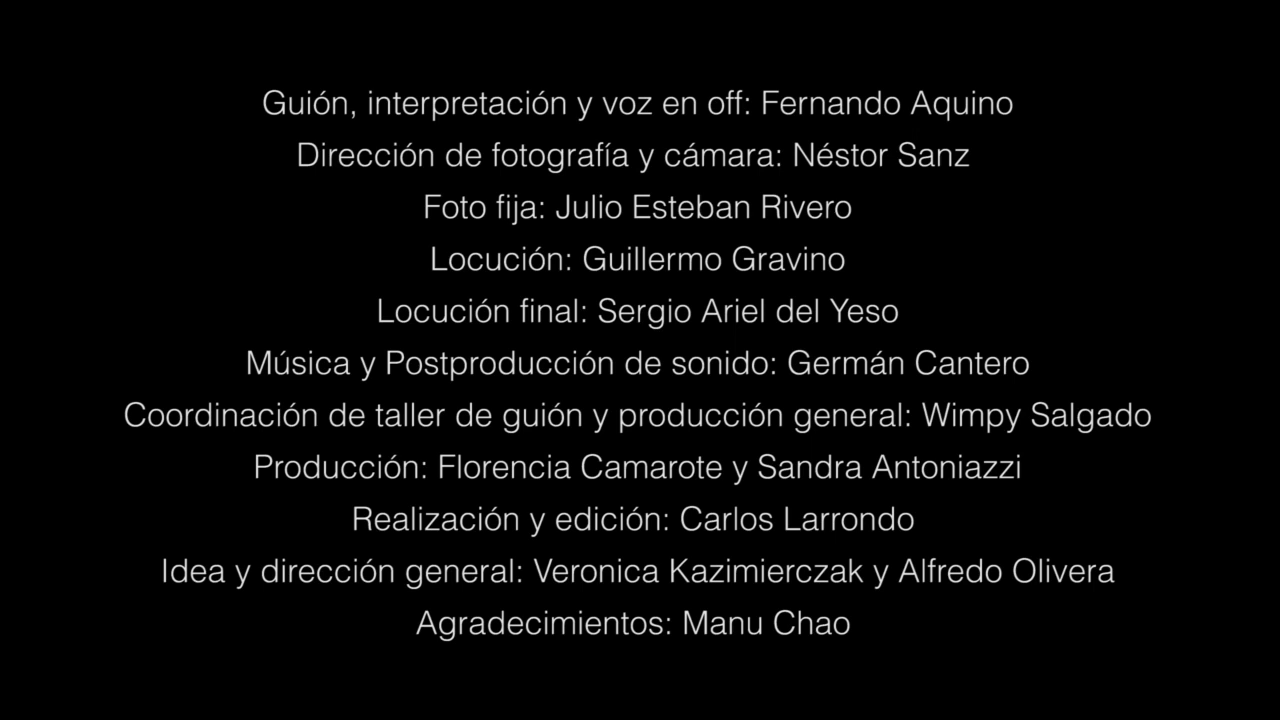 Guión, interpretación y voz en off: Fernando Aquino
Dirección de fotografía y cámara: Néstor Sanz
Foto fija: Julio Esteban Rivero
Locución: Guillermo Gravino
Locución final: Sergio Ariel del Yeso
Música y Postproducción de sonido: Germán Cantero
Coordinación de taller de guión y producción general: Wimpy Salgado
Producción: Florencia Camarote y Sandra Antoniazzi
Realización y edición: Carlos Larrondo
Idea y dirección general: Veronica Kazimierczak y Alfredo Olivera
Agradecimientos: Manu Chao